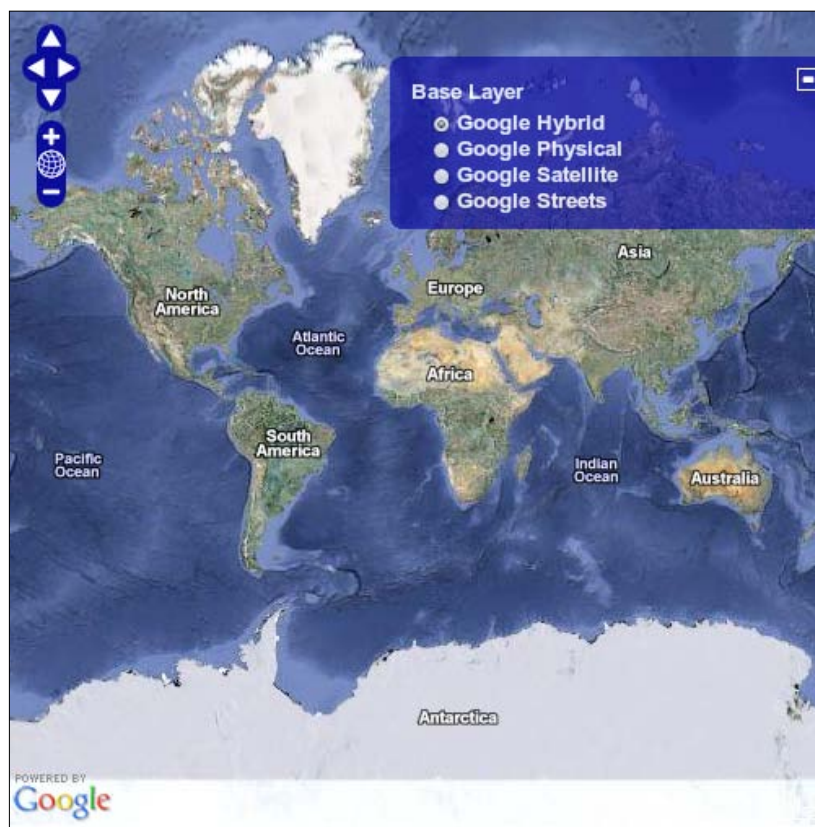 Base Layer
Google Hybrid
Google Physical
Google Satellite
Google Streets
Asia
Europe
North
America
Atlantic
Ocean
Africa
South
America
Pacific
Ocean
Indian
Ocean
Australia
Antarctica
POWERED BY
Google